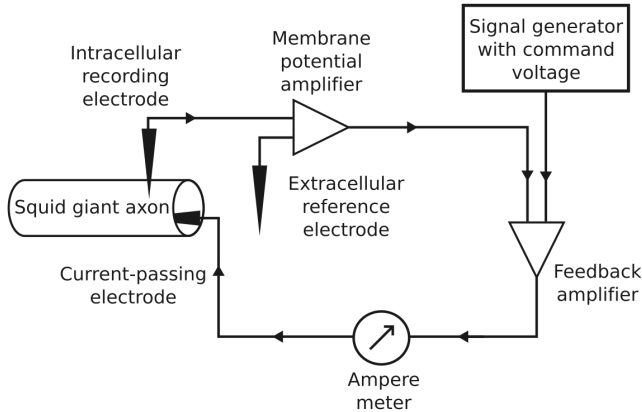 Signal generator
with command
voltage
Intracellular
recording
electrode
Membrane
potential
amplifier
Extracellular
reference
electrode
Squid giant axon
Current-passing
electrode
Feedback
amplifier
Ampere
meter